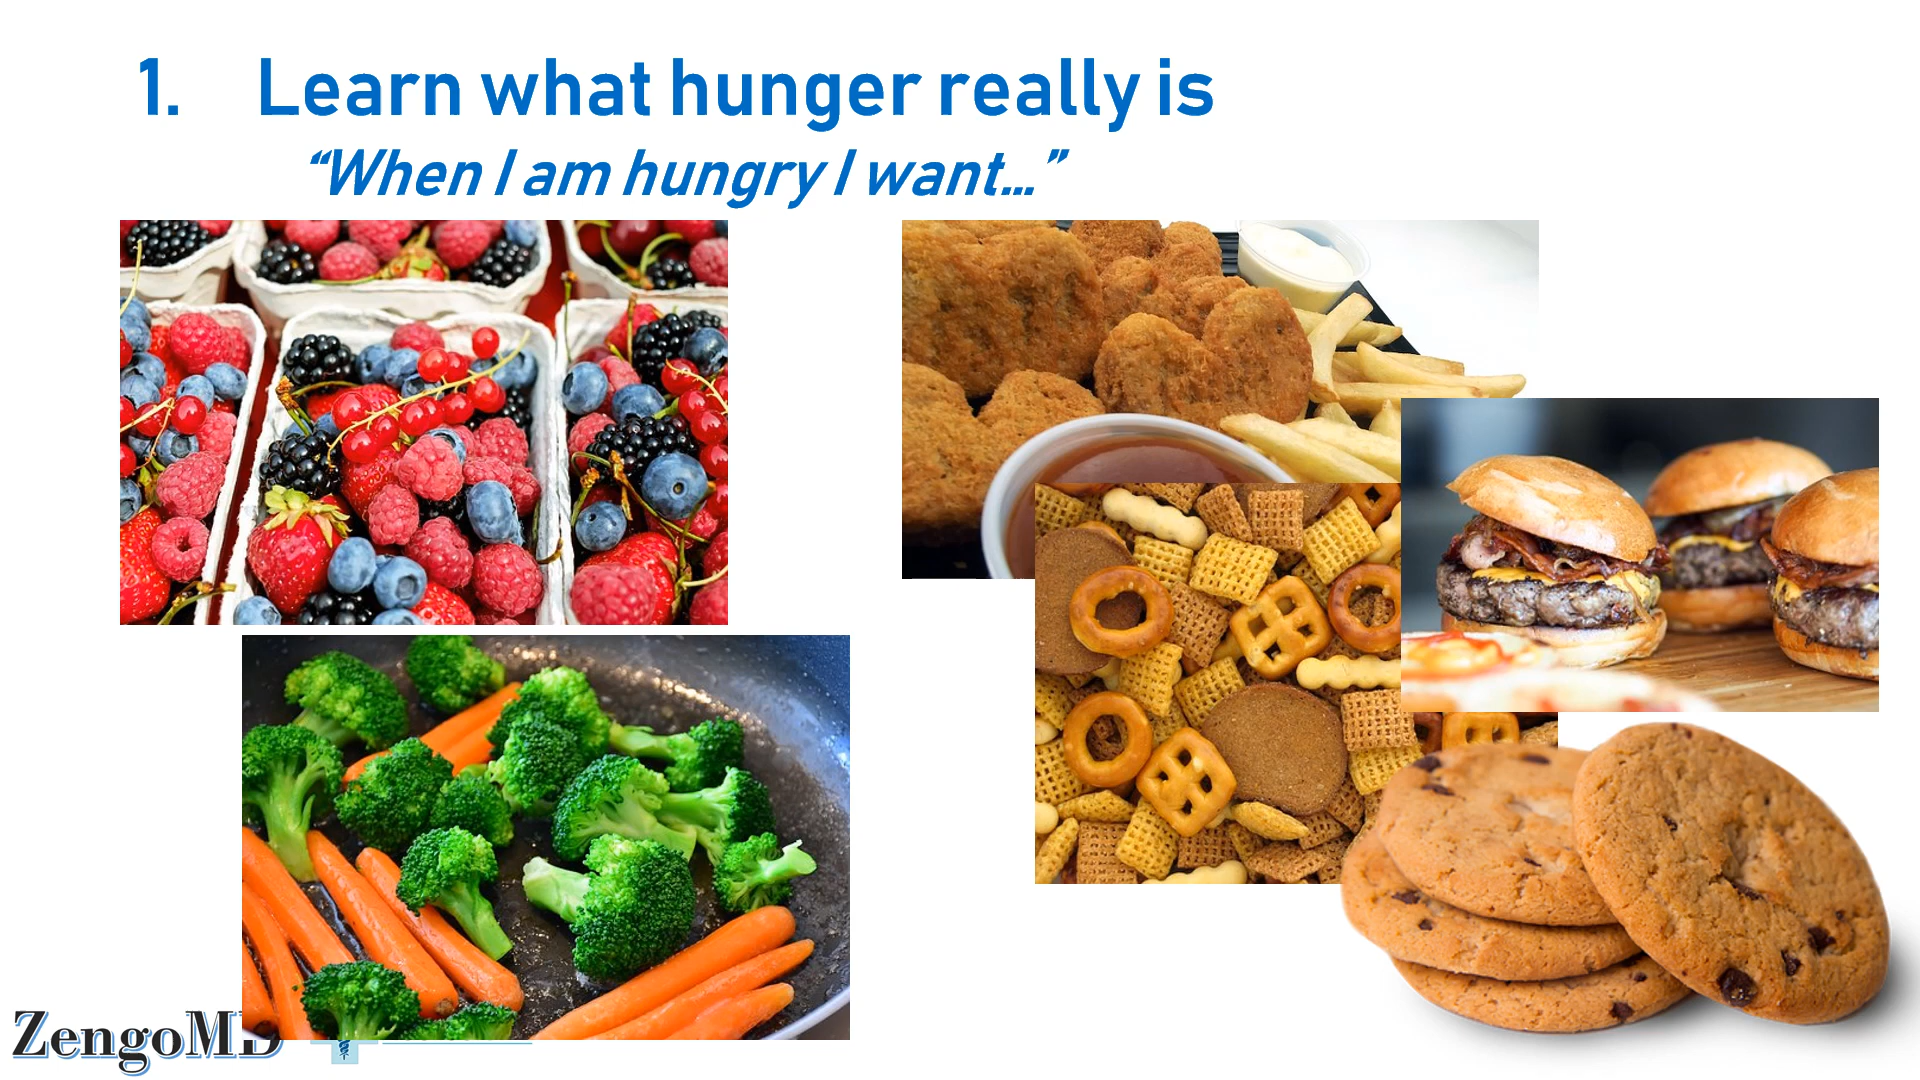 1. Learn what hunger really is
“When I am hungry I want...”
ZengoMD